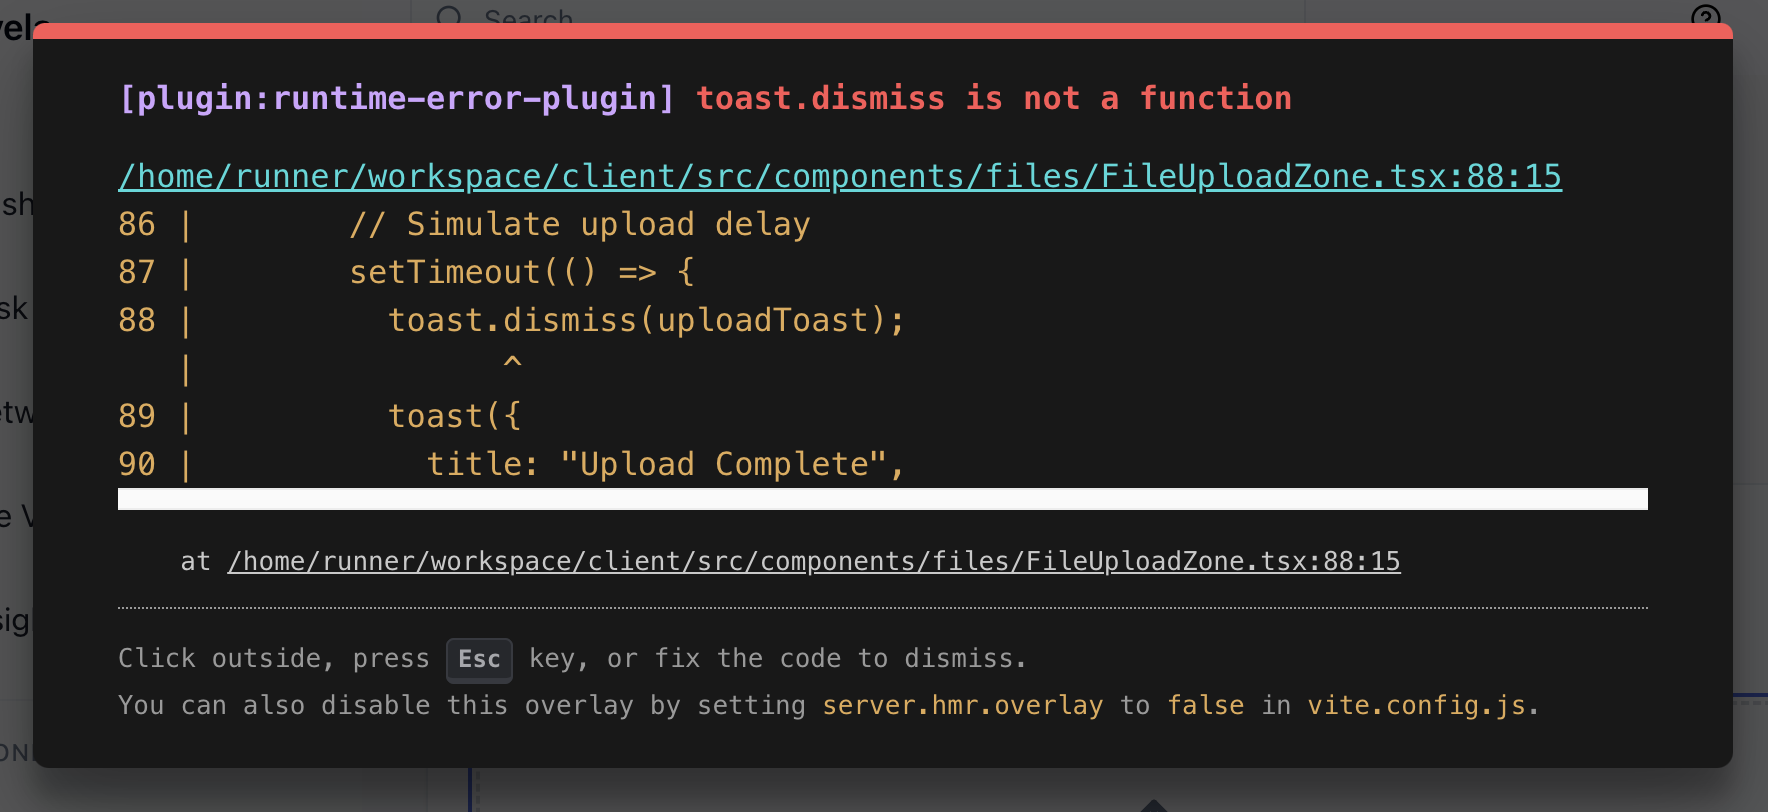 Search
[plugin:runtime-error-plugin] toast.dismiss is not a function
/home/runner/workspace/client/src/components/files/FileUploadZone.tsx:88:15
86 | // Simulate upload delay
87 | setTimeout(() => {
88 | toast.dismiss(uploadToast);
| ^
89 | toast({
90 | title: "Upload Complete",
at /home/runner/workspace/client/src/components/files/FileUploadZone.tsx:88:15
Click outside, press Esc key, or fix the code to dismiss.
You can also disable this overlay by setting server.hmr.overlay to false in vite.config.js.